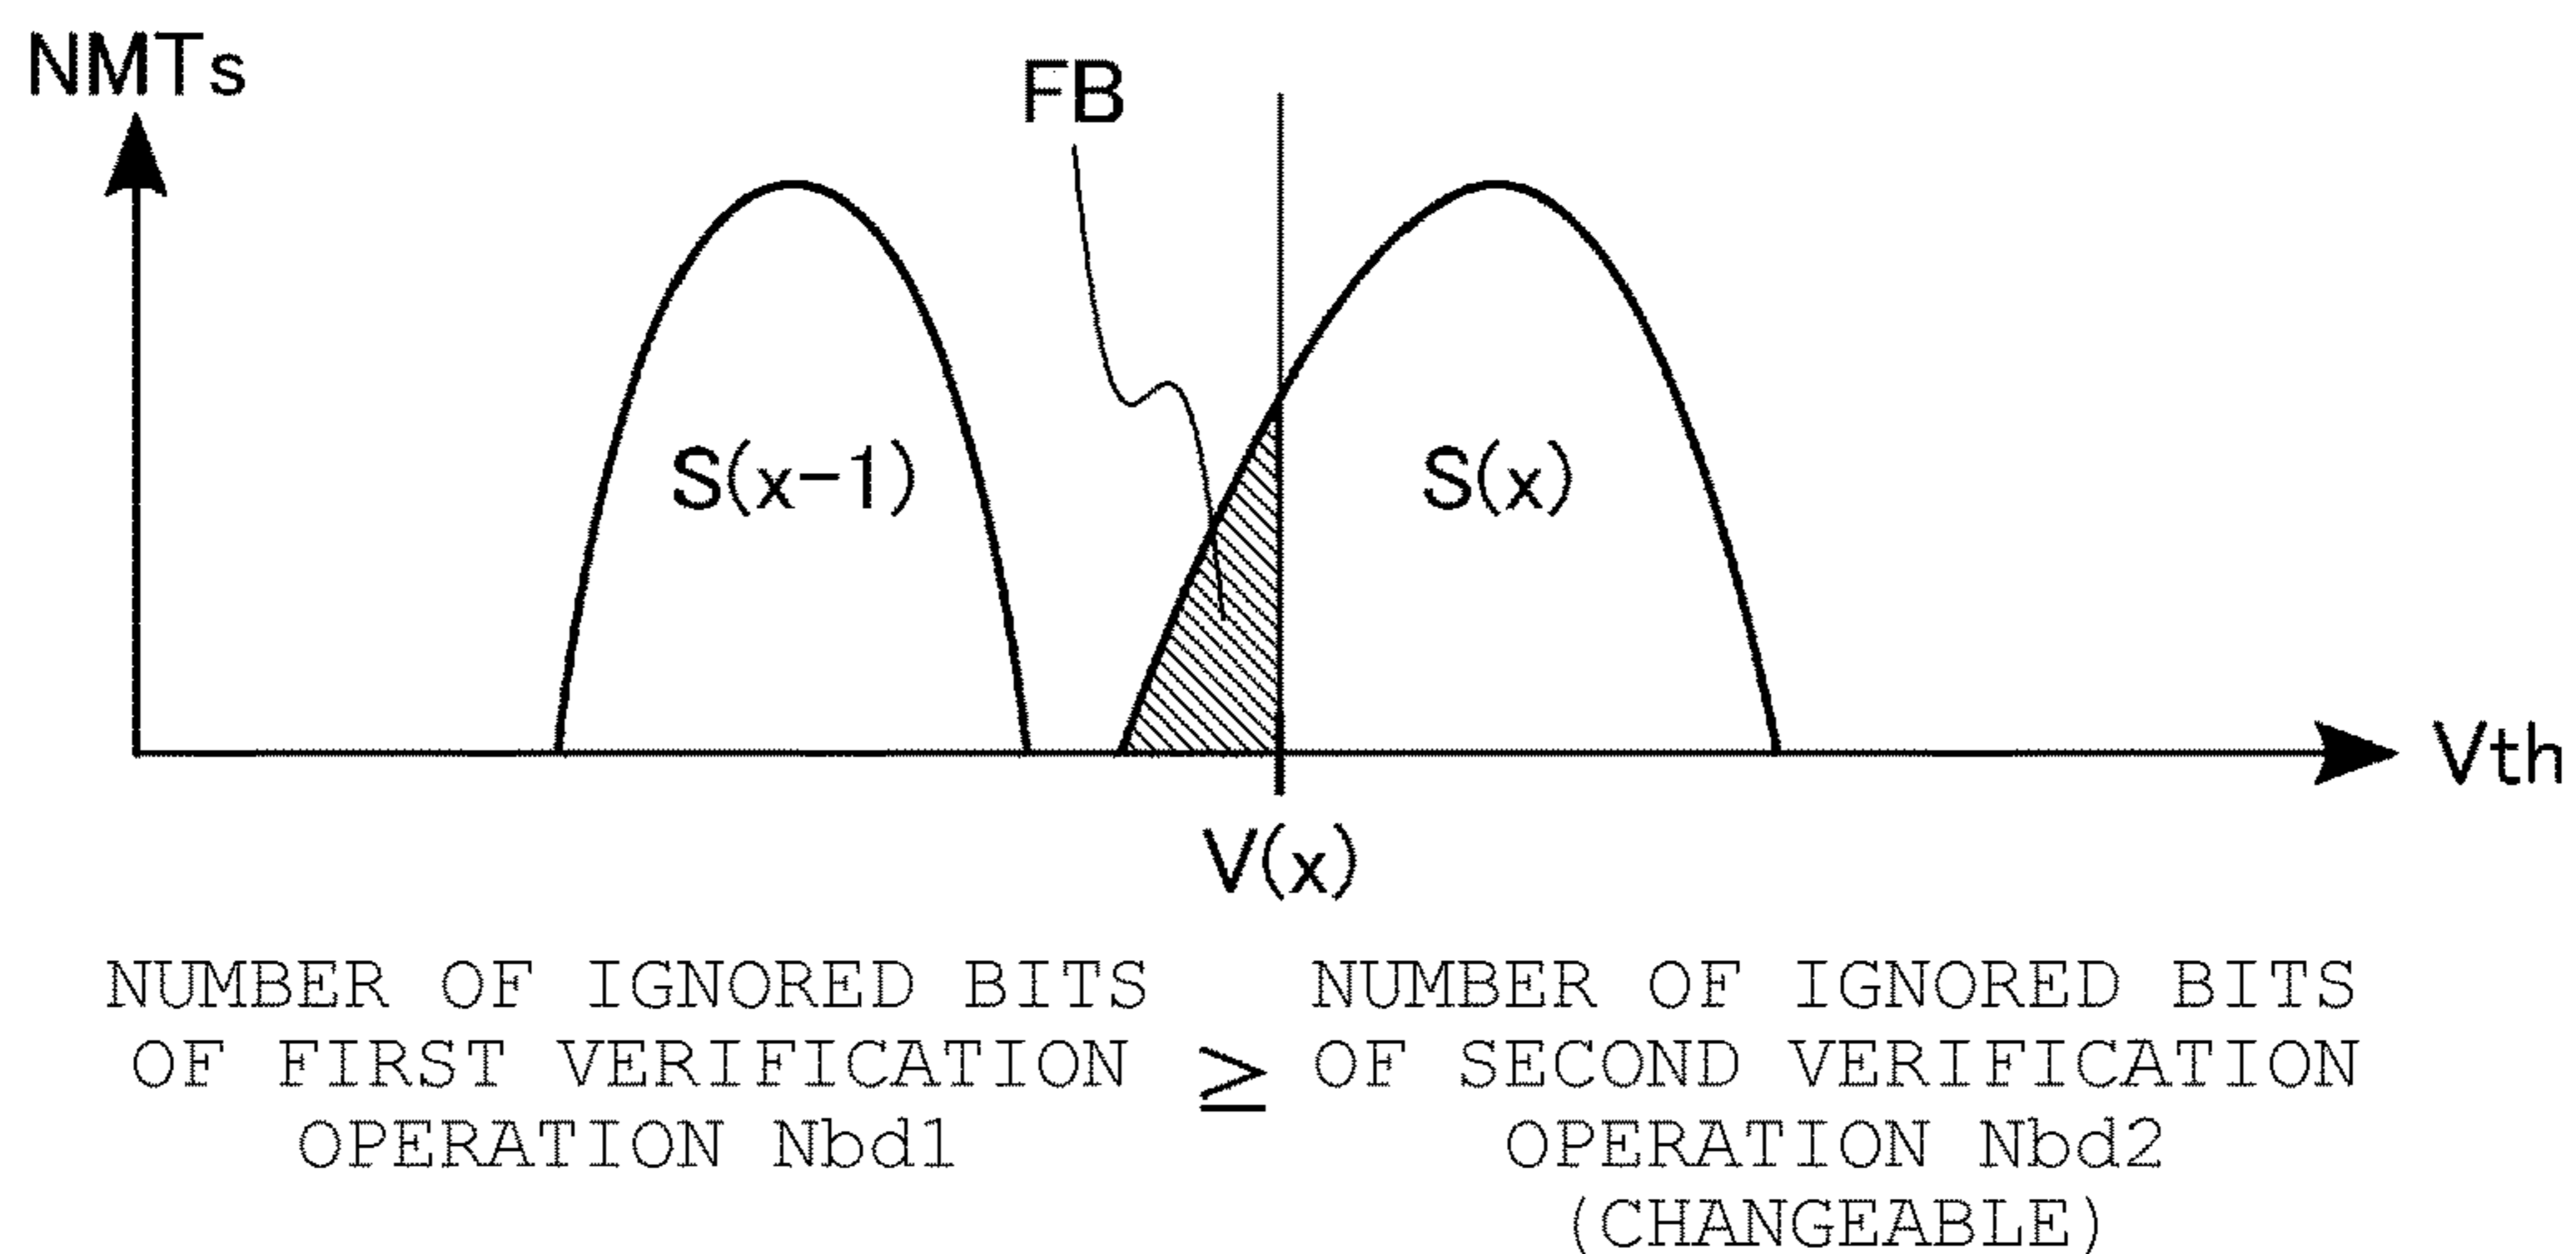 NMTs
FB
S(x-1)
S(x)
Vth
V(x)
NUMBER OF IGNORED BITS
OF FIRST VERIFICATION
OPERATION Nbd1
≥
NUMBER OF IGNORED BITS
OF SECOND VERIFICATION
OPERATION Nbd2
(CHANGEABLE)